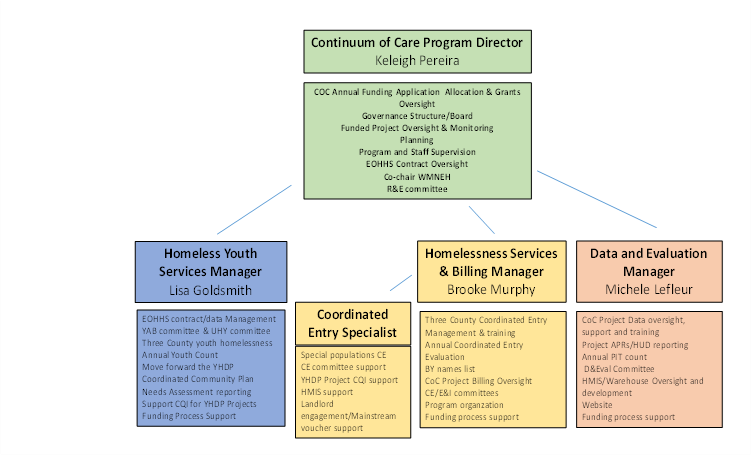 Continuum of Care Program Director
Keleigh Pereira
COC Annual Funding Application Allocation & Grants
Oversight
Governance Structure/Board
Funded Project Oversight & Monitoring
Planning
Program and Staff Supervision
EOHHS Contract Oversight
Co-chair WMNEH
R&E committee
Homeless Youth
Services Manager
Lisa Goldsmith
EOHHS contract/data Management
YAB committee & UHY committee
Three County youth homelessness
Annual Youth Count
Move forward the YHDP
Coordinated Community Plan
Needs Assessment reporting
Support CQI for YHDP Projects
Funding Process Support
Coordinated
Entry Specialist
Special populations CE
CE committee support
YHDP Project CQI support
HMIS support
Landlord
engagement/Mainstream
voucher support
Homelessness Services
& Billing Manager
Brooke Murphy
Three County Coordinated Entry
Management & training
Annual Coordinated Entry
Evaluation
BY names list
CoC Project Billing Oversight
CE/E&I committees
Program organzation
Funding process support
Data and Evaluation
Manager
Michele Lefleur
CoC Project Data oversight,
support and training
Project APRs/HUD reporting
Annual PIT count
D&Eval Committee
HMIS/Warehouse Oversight and
development
Website
Funding process support